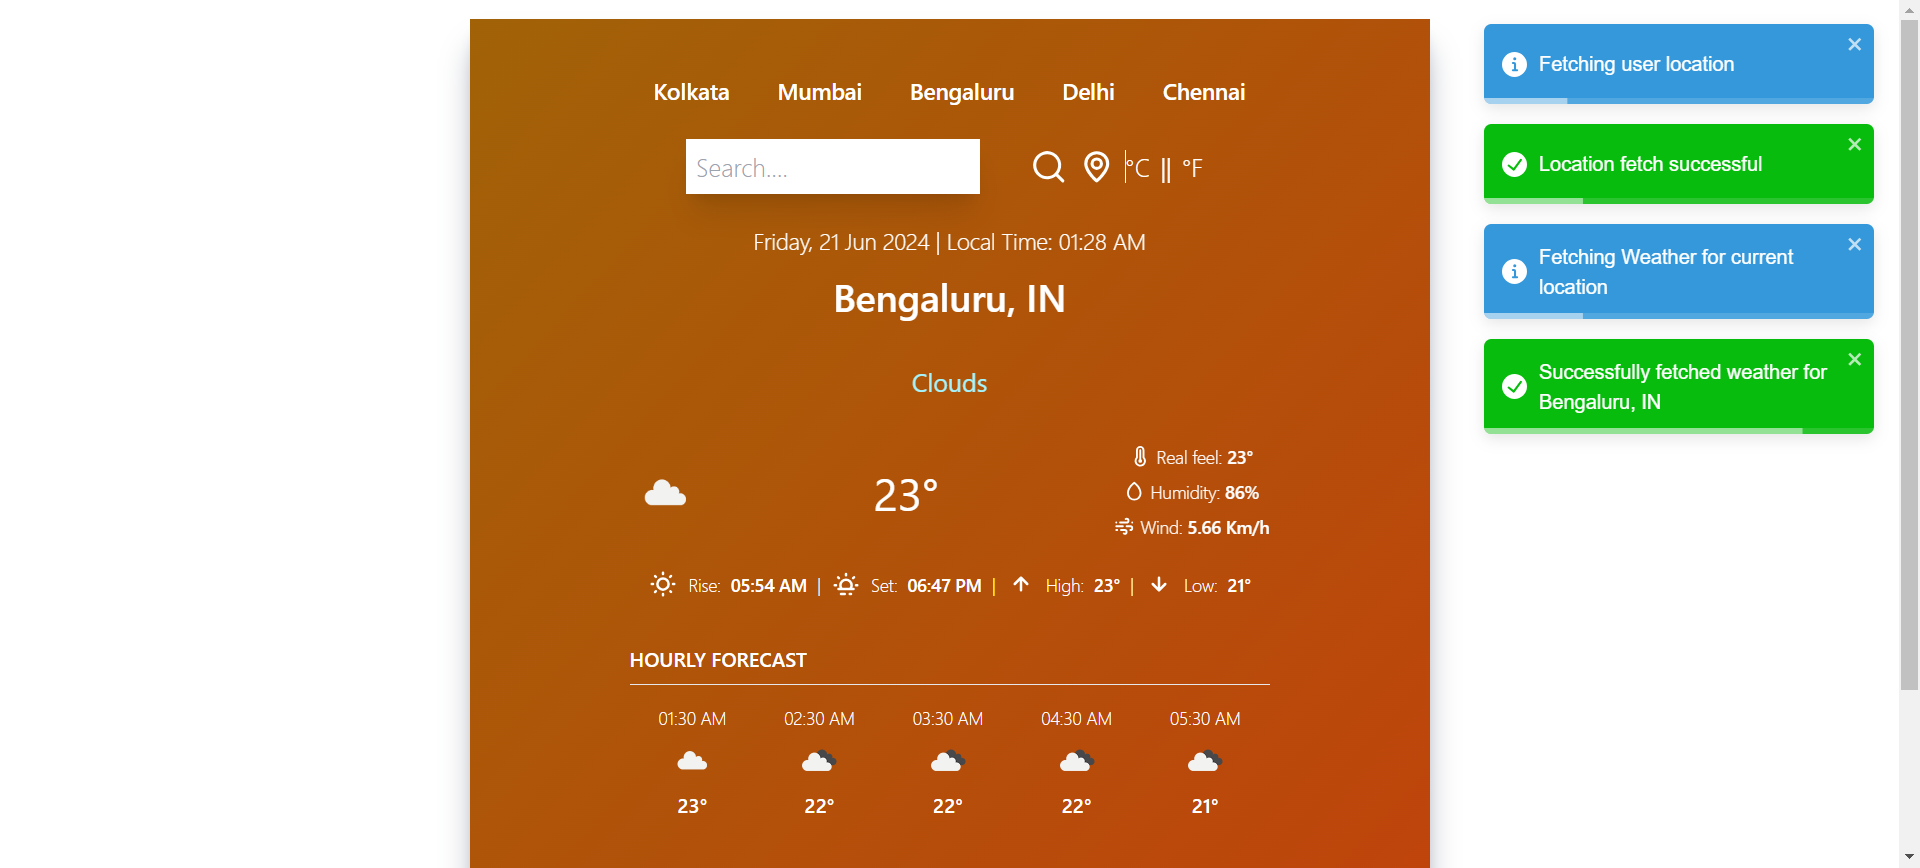 Kolkata Mumbai Bengaluru Delhi Chennai
Search....
°C || °F
Friday, 21 Jun 2024 | Local Time: 01:28 AM
Bengaluru, IN
Clouds
23°
Real feel: 23°
Humidity: 86%
Wind: 5.66 Km/h
Rise: 05:54 AM | Set: 06:47 PM | High: 23° | Low: 21°
HOURLY FORECAST
01:30 AM 02:30 AM 03:30 AM 04:30 AM 05:30 AM
23° 22° 22° 22° 21°
Fetching user location
Location fetch successful
Fetching Weather for current
location
Successfully fetched weather for
Bengaluru, IN